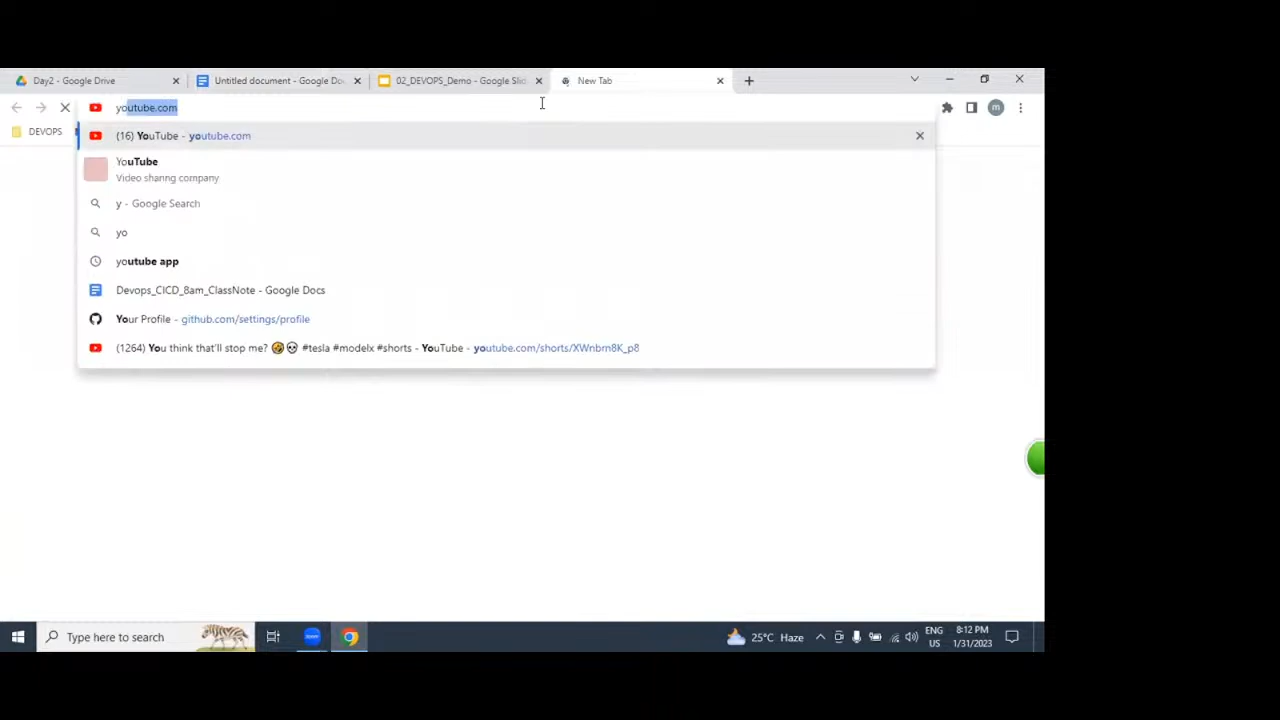 Day2 - Google Drive
Untitled document - Google Do
02_DEVOPS_Demo - Google Slid
New Tab
youtube.com
DEVOPS
m
(16) YouTube - youtube.com
YouTube
Video sharing company
y - Google Search
yo
youtube app
Devops_CICD_8am_ClassNote - Google Docs
Your Profile - github.com/settings/profile
(1264) You think that'll stop me? 🤣💀 #tesla #modelx #shorts - YouTube - youtube.com/shorts/XWnbrn8K_p8
Type here to search
zoom
25°C Haze
ENG
US
8:12 PM
1/31/2023